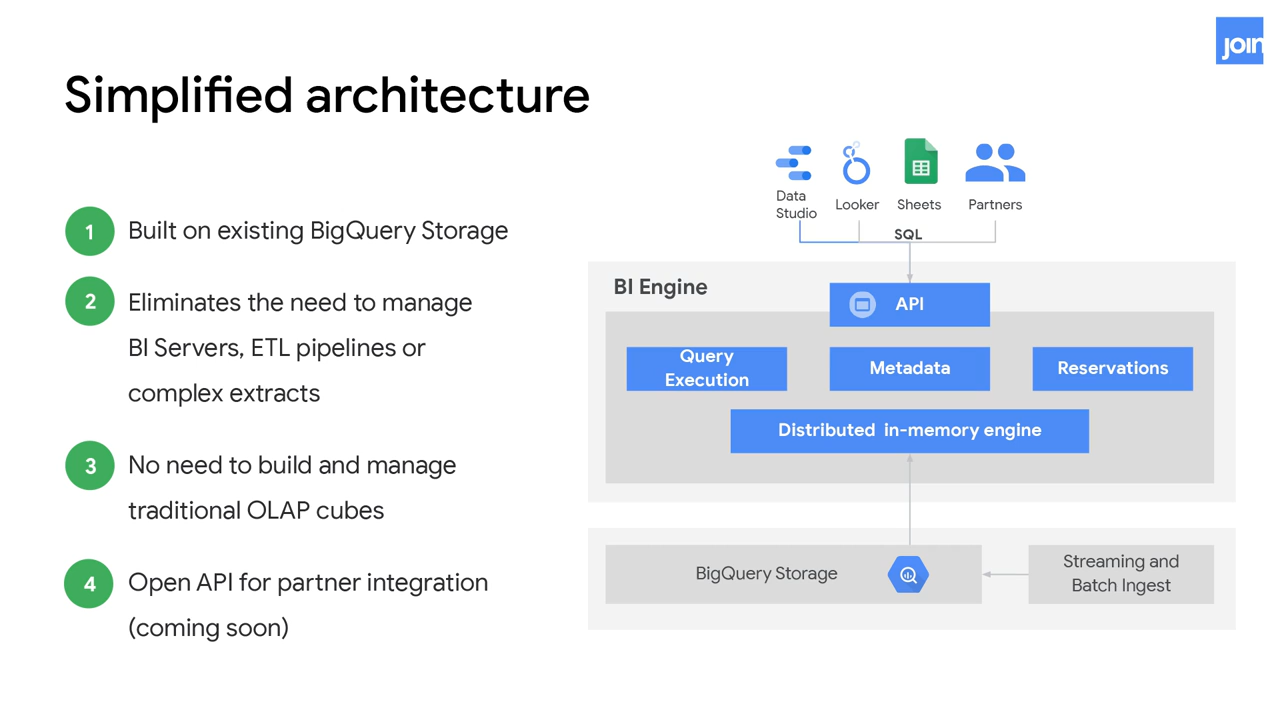 join
Simplified architecture
1 Built on existing BigQuery Storage
2 Eliminates the need to manage
BI Servers, ETL pipelines or
complex extracts
3 No need to build and manage
traditional OLAP cubes
4 Open API for partner integration
(coming soon)
Data
Studio
Looker
Sheets
Partners
SQL
BI Engine
API
Query
Execution
Metadata
Reservations
Distributed in-memory engine
BigQuery Storage
Streaming and
Batch Ingest